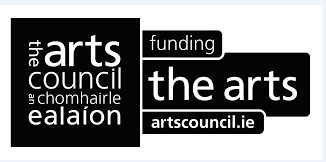 the arts
council
an chomhairle
ealaíon
funding
the arts
artscouncil.ie